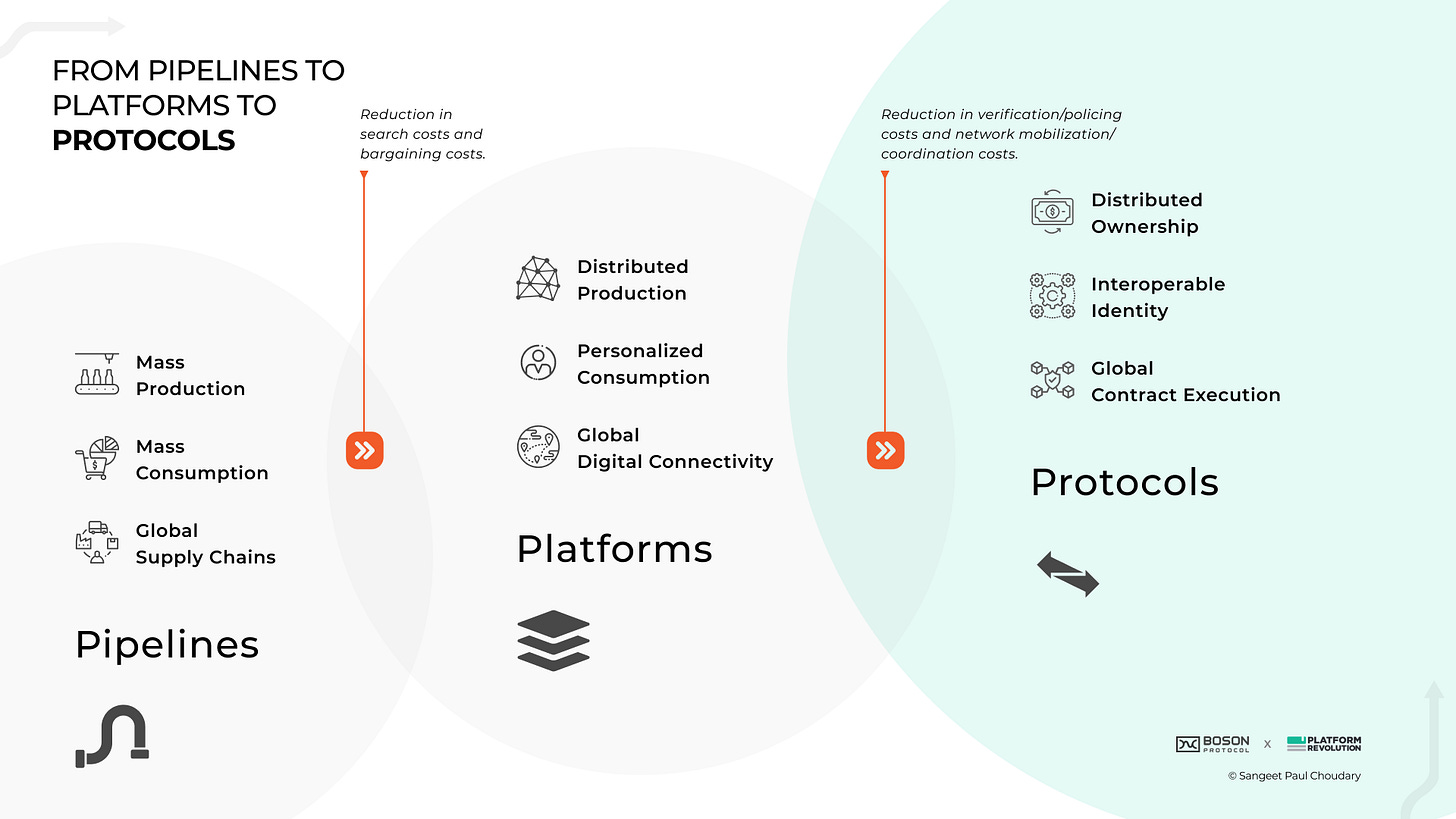 FROM PIPELINES TO
PLATFORMS TO
PROTOCOLS
Reduction in
search costs and
bargaining costs.
Reduction in verification/policing
costs and network mobilization/
coordination costs.
Mass
Production
Mass
Consumption
Global
Supply Chains
Pipelines
Distributed
Production
Personalized
Consumption
Global
Digital Connectivity
Platforms
Distributed
Ownership
Interoperable
Identity
Global
Contract Execution
Protocols
BOSON
PROTOCOL
x
PLATFORM
REVOLUTION
© Sangeet Paul Choudary